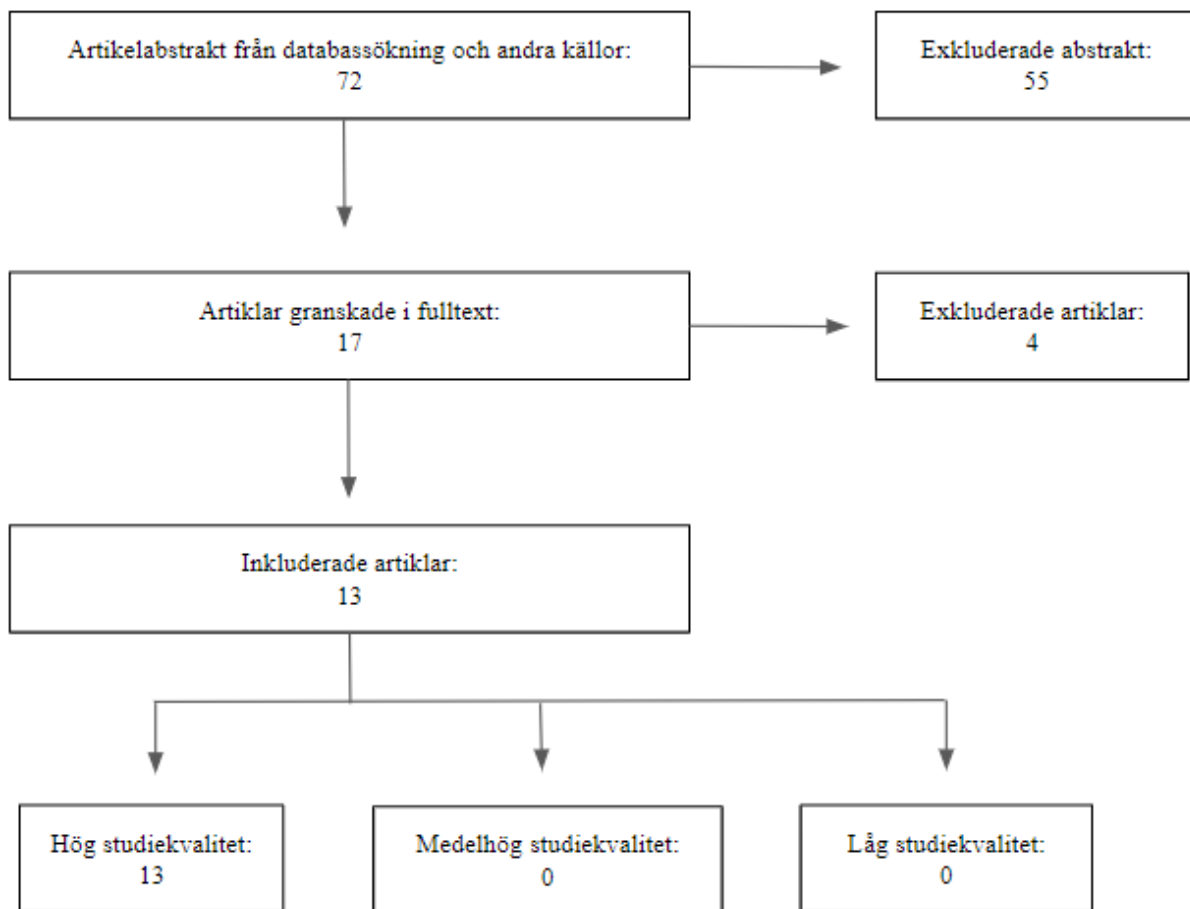 Artikelabstrakt från databassökning och andra källor:
72
Exkluderade abstrakt:
55
Artiklar granskade i fulltext:
17
Exkluderade artiklar:
4
Inkluderade artiklar:
13
Hög studiekvalitet:
13
Medelhög studiekvalitet:
0
Låg studiekvalitet:
0